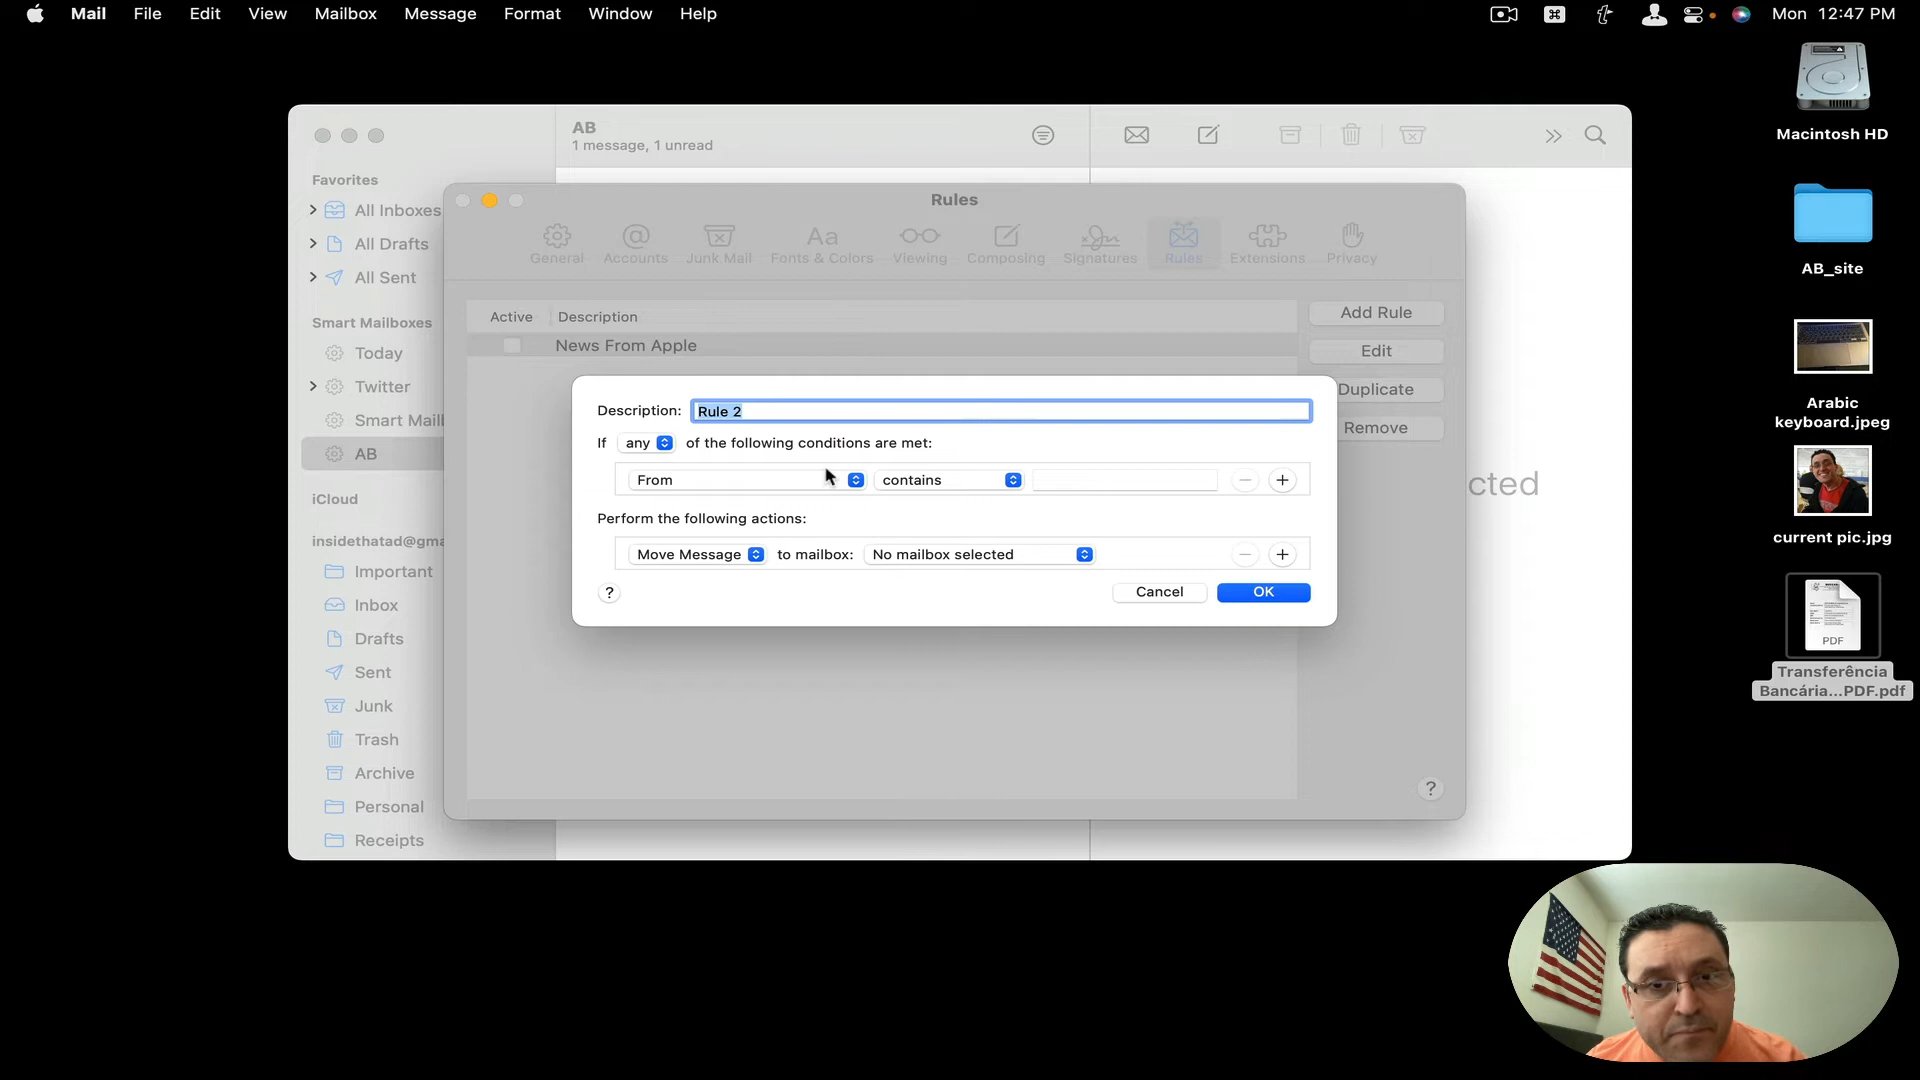 Mail File Edit View Mailbox Message Format Window Help
Mon 12:47 PM
AB
1 message, 1 unread
Favorites
All Inboxes
All Drafts
All Sent
Smart Mailboxes
Today
Twitter
Smart Mail
AB
iCloud
insidethatad@gma
Important
Inbox
Drafts
Sent
Junk
Trash
Archive
Personal
Receipts
Rules
General Accounts Junk Mail Fonts & Colors Viewing Composing Signatures Rules Extensions Privacy
Active Description
News From Apple
Add Rule
Edit
Duplicate
Remove
Description: Rule 2
If any of the following conditions are met:
From contains
Perform the following actions:
Move Message to mailbox: No mailbox selected
? Cancel OK
?
cted
Macintosh HD
AB_site
Arabic
keyboard.jpeg
current pic.jpg
PDF
Transferência
Bancária...PDF.pdf